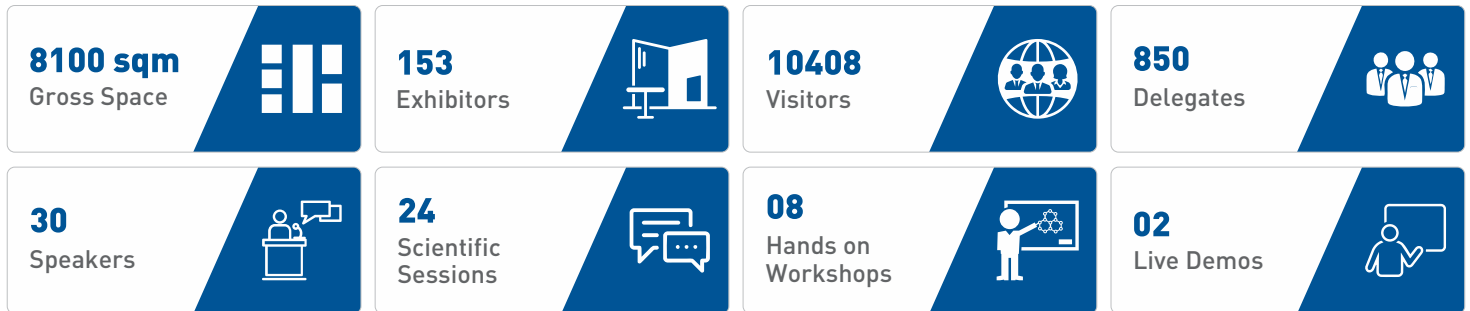 8100 sqm
Gross Space
153
Exhibitors
10408
Visitors
850
Delegates
30
Speakers
24
Scientific
Sessions
08
Hands on
Workshops
02
Live Demos